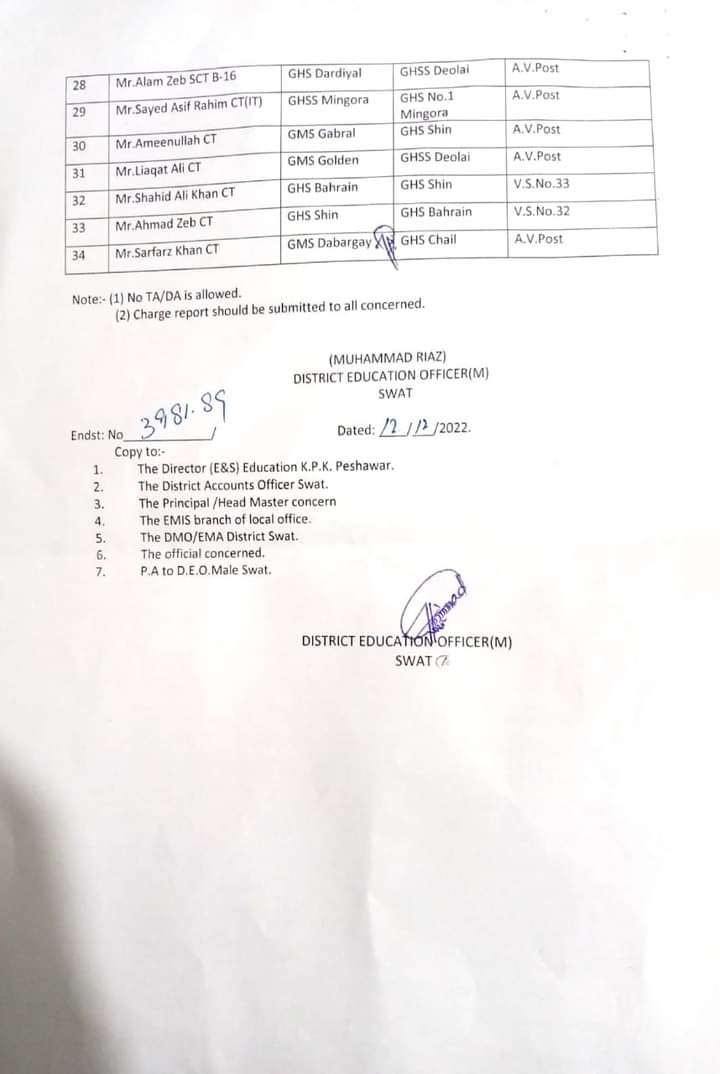 28 Mr.Alam Zeb SCT B-16 GHS Dardiyal GHSS Deolai A.V.Post
29 Mr.Sayed Asif Rahim CT(IT) GHSS Mingora GHS No.1 Mingora A.V.Post
30 Mr.Ameenullah CT GMS Gabral GHS Shin A.V.Post
31 Mr.Liaqat Ali CT GMS Golden GHSS Deolai A.V.Post
32 Mr.Shahid Ali Khan CT GHS Bahrain GHS Shin V.S.No.33
33 Mr.Ahmad Zeb CT GHS Shin GHS Bahrain V.S.No.32
34 Mr.Sarfarz Khan CT GMS Dabargay GHS Chail A.V.Post
Note:- (1) No TA/DA is allowed.
(2) Charge report should be submitted to all concerned.
(MUHAMMAD RIAZ)
DISTRICT EDUCATION OFFICER(M)
SWAT
Endst: No 3981-89 /
Dated: 12/12/2022.
Copy to:-
1. The Director (E&S) Education K.P.K. Peshawar.
2. The District Accounts Officer Swat.
3. The Principal /Head Master concern
4. The EMIS branch of local office.
5. The DMO/EMA District Swat.
6. The official concerned.
7. P.A to D.E.O.Male Swat.
DISTRICT EDUCATION OFFICER(M)
SWAT